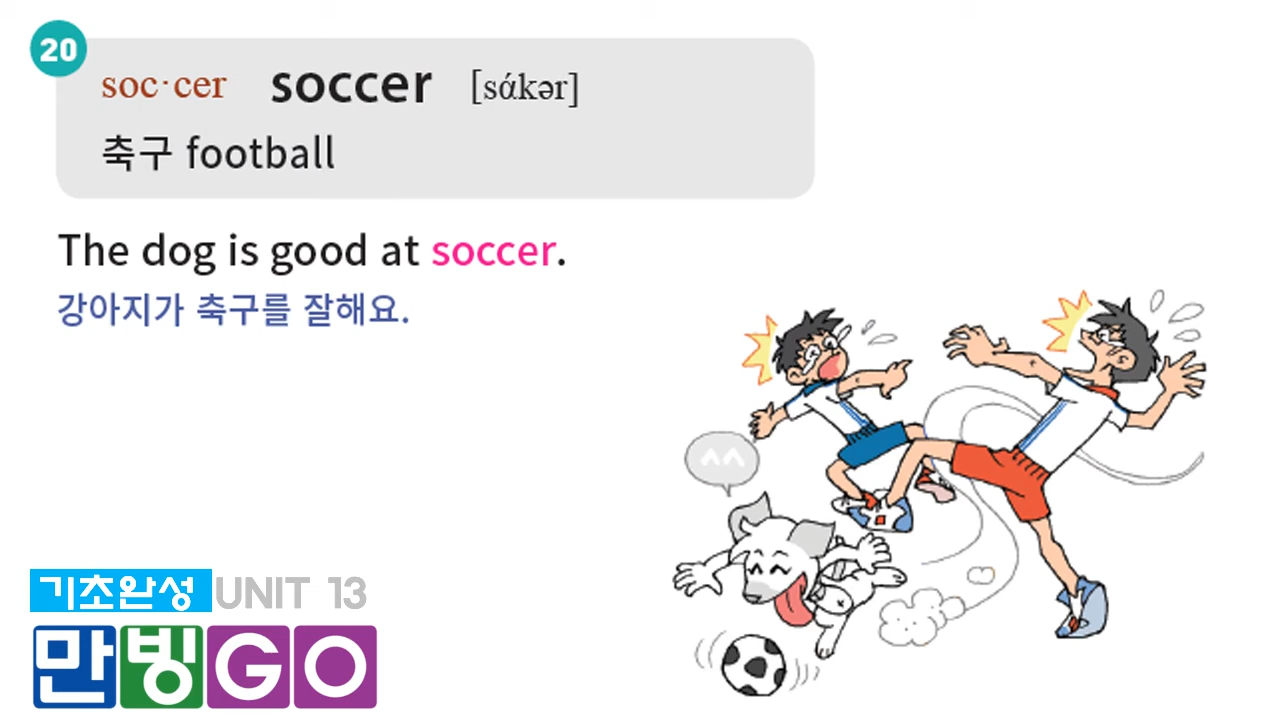 20
soc·cer soccer [sάkər]
축구 football
The dog is good at soccer.
강아지가 축구를 잘해요.
^^
기초완성 UNIT 13
만빙GO